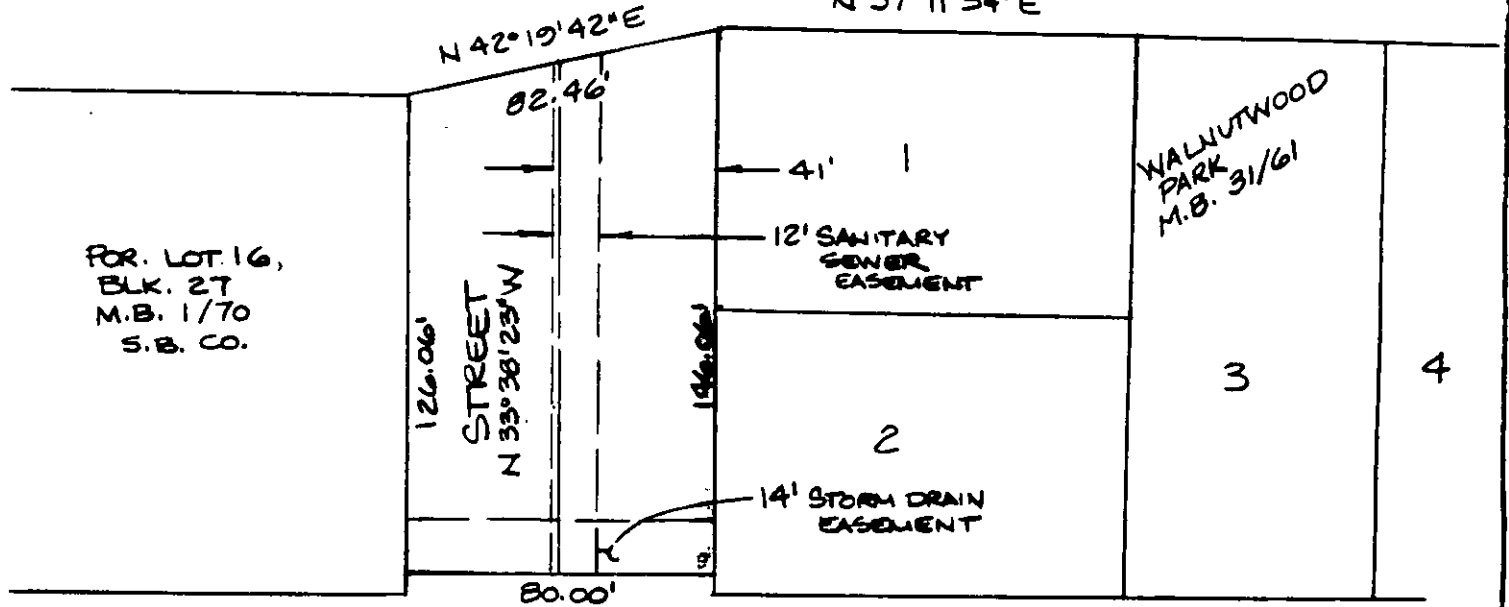 N 42°19'42"E
82.46'
41'
1
WALNUTWOOD
PARK
M.B. 31/61
12' SANITARY
SEWER
EASEMENT
POR. LOT 16,
BLK. 27
M.B. 1/70
S.B. CO.
126.06'
STREET
N 33°38'23"W
3
4
2
14' STORM DRAIN
EASEMENT
80.00'